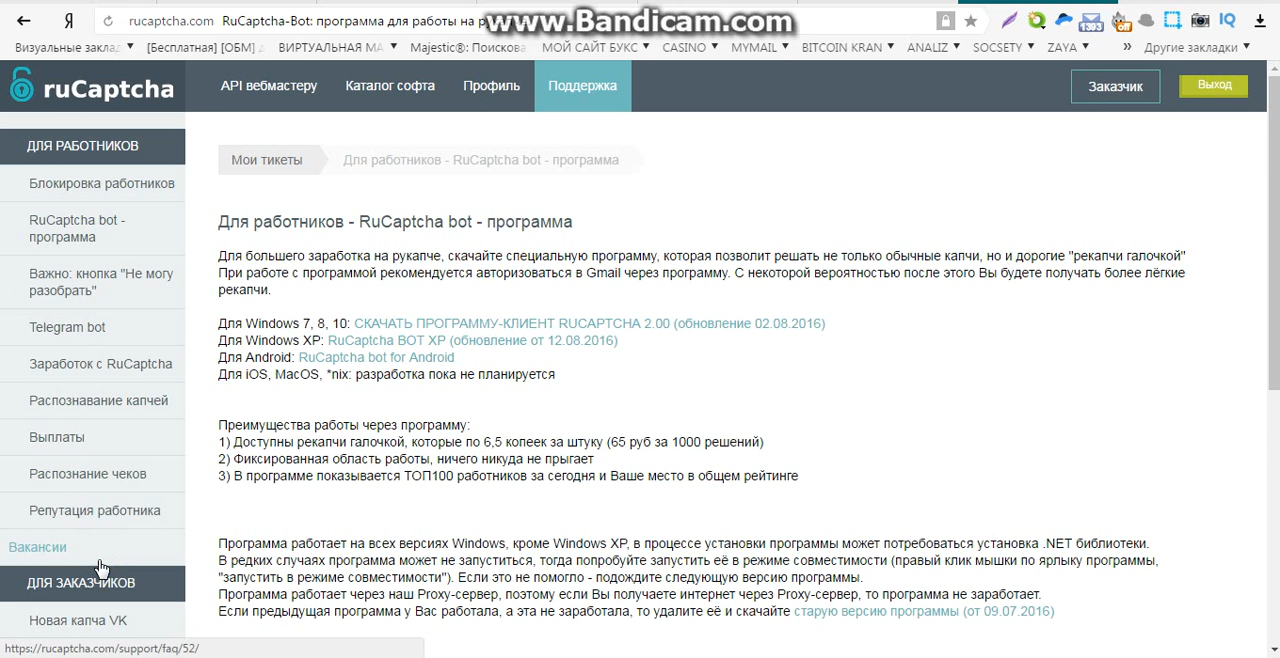 Я rucaptcha.com RuCaptcha-Bot: программа для работы на
www.Bandicam.com
1393 off IQ
Визуальные заклад [Бесплатная] [ОБМ] ВИРТУАЛЬНАЯ МА Majestic®: Поискова МОЙ САЙТ БУКС CASINO MYMAIL BITCOIN KRAN ANALIZ SOCSETY ZAYA » Другие закладки
ruCaptcha
API вебмастеру Каталог софта Профиль Поддержка Заказчик Выход
ДЛЯ РАБОТНИКОВ
Блокировка работников
RuCaptcha bot -
программа
Важно: кнопка "Не могу
разобрать"
Telegram bot
Заработок с RuCaptcha
Распознавание капчей
Выплаты
Распознание чеков
Репутация работника
Вакансии
ДЛЯ ЗАКАЗЧИКОВ
Новая капча VK
https://rucaptcha.com/support/faq/52/
Мои тикеты Для работников - RuCaptcha bot - программа
Для работников - RuCaptcha bot - программа
Для большего заработка на рукапче, скачайте специальную программу, которая позволит решать не только обычные капчи, но и дорогие "рекапчи галочкой"
При работе с программой рекомендуется авторизоваться в Gmail через программу. С некоторой вероятностью после этого Вы будете получать более лёгкие
рекапчи.
Для Windows 7, 8, 10: СКАЧАТЬ ПРОГРАММУ-КЛИЕНТ RUCAPTCHA 2.00 (обновление 02.08.2016)
Для Windows XP: RuCaptcha BOT XP (обновление от 12.08.2016)
Для Android: RuCaptcha bot for Android
Для iOS, MacOS, *nix: разработка пока не планируется
Преимущества работы через программу:
1) Доступны рекапчи галочкой, которые по 6,5 копеек за штуку (65 руб за 1000 решений)
2) Фиксированная область работы, ничего никуда не прыгает
3) В программе показывается ТОП100 работников за сегодня и Ваше место в общем рейтинге
Программа работает на всех версиях Windows, кроме Windows XP, в процессе установки программы может потребоваться установка .NET библиотеки.
В редких случаях программа может не запуститься, тогда попробуйте запустить её в режиме совместимости (правый клик мышки по ярлыку программы,
"запустить в режиме совместимости"). Если это не помогло - подождите следующую версию программы.
Программа работает через наш Proxy-сервер, поэтому если Вы получаете интернет через Proxy-сервер, то программа не заработает.
Если предыдущая программа у Вас работала, а эта не заработала, то удалите её и скачайте старую версию программы (от 09.07.2016)